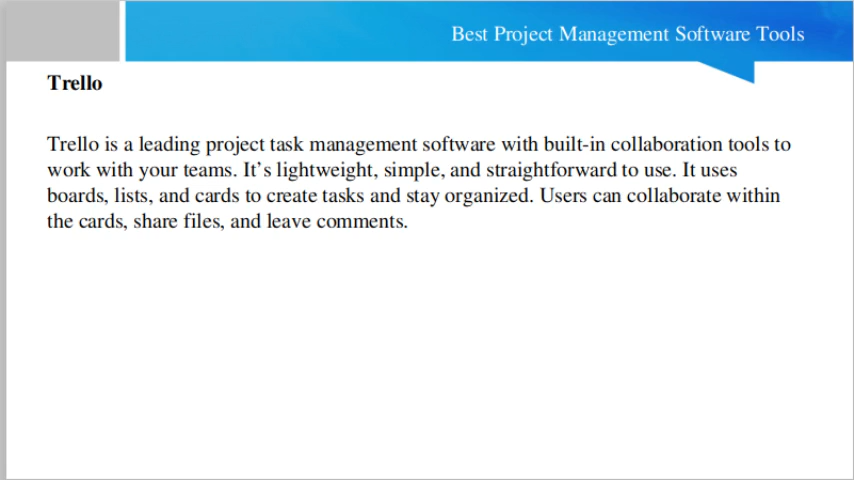 Best Project Management Software Tools
Trello
Trello is a leading project task management software with built-in collaboration tools to
work with your teams. It’s lightweight, simple, and straightforward to use. It uses
boards, lists, and cards to create tasks and stay organized. Users can collaborate within
the cards, share files, and leave comments.